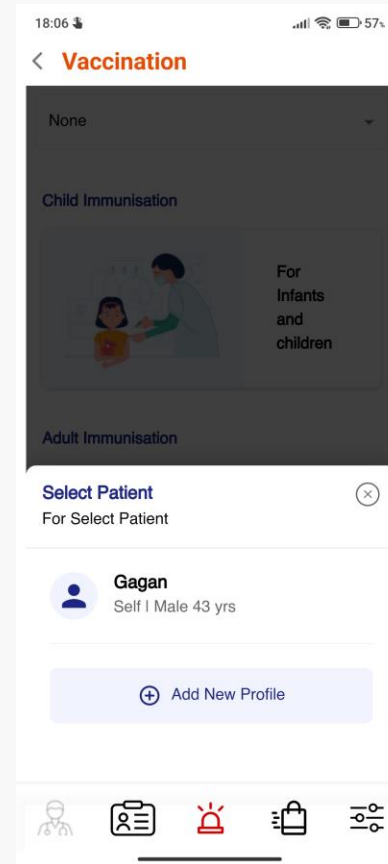 18:06 57%
Vaccination
None
Child Immunisation
For
Infants
and
children
Adult Immunisation
Select Patient
For Select Patient
Gagan
Self | Male 43 yrs
Add New Profile